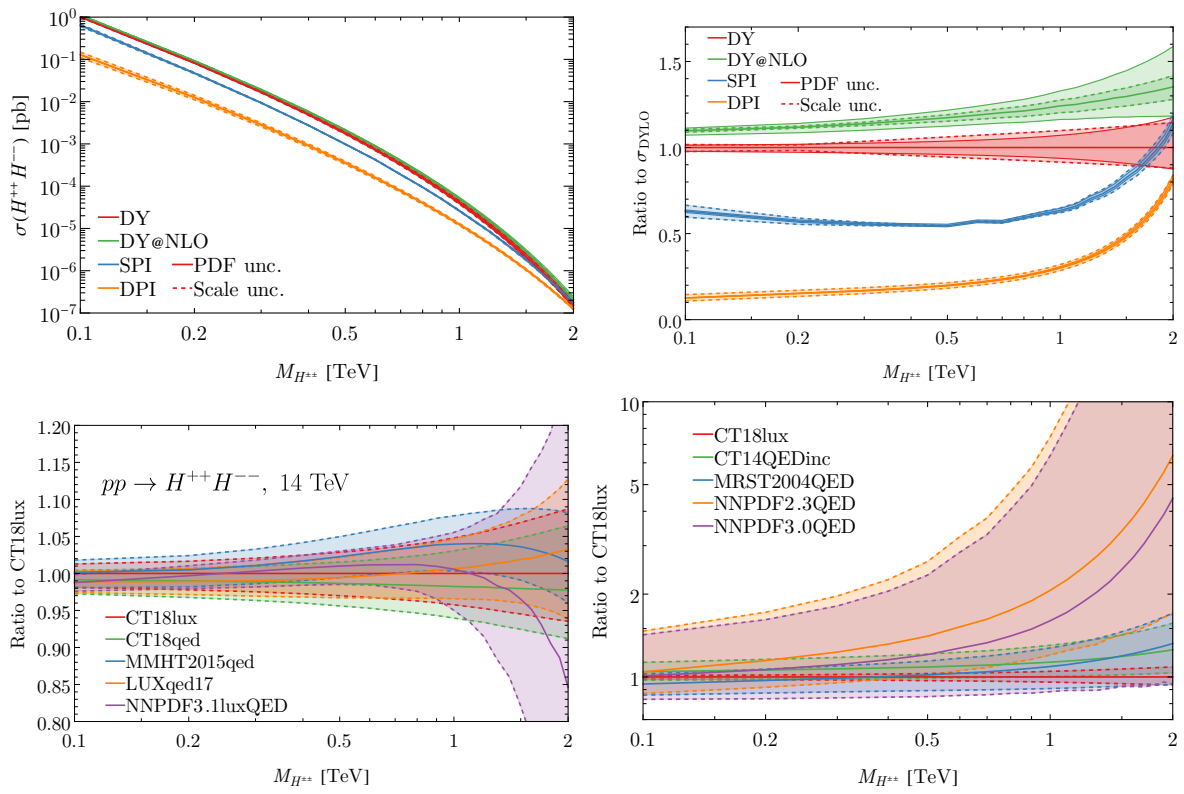 10^0
10^{-1}
10^{-2}
10^{-3}
10^{-4}
10^{-5}
10^{-6}
10^{-7}
σ(H^{++}H^{--}) [pb]
DY
DY@NLO
SPI PDF unc.
DPI Scale unc.
0.1 0.2 0.5 1 2
M_{H^{±±}} [TeV]
DY
DY@NLO
SPI PDF unc.
DPI Scale unc.
1.5
1.0
0.5
0.0
Ratio to σ_{DYLO}
0.1 0.2 0.5 1 2
M_{H^{±±}} [TeV]
1.20
1.15
1.10
1.05
1.00
0.95
0.90
0.85
0.80
Ratio to CT18lux
pp → H^{++}H^{--}, 14 TeV
CT18lux
CT18qed
MMHT2015qed
LUXqed17
NNPDF3.1luxQED
0.1 0.2 0.5 1 2
M_{H^{±±}} [TeV]
10
5
2
1
Ratio to CT18lux
CT18lux
CT14QEDinc
MRST2004QED
NNPDF2.3QED
NNPDF3.0QED
0.1 0.2 0.5 1 2
M_{H^{±±}} [TeV]